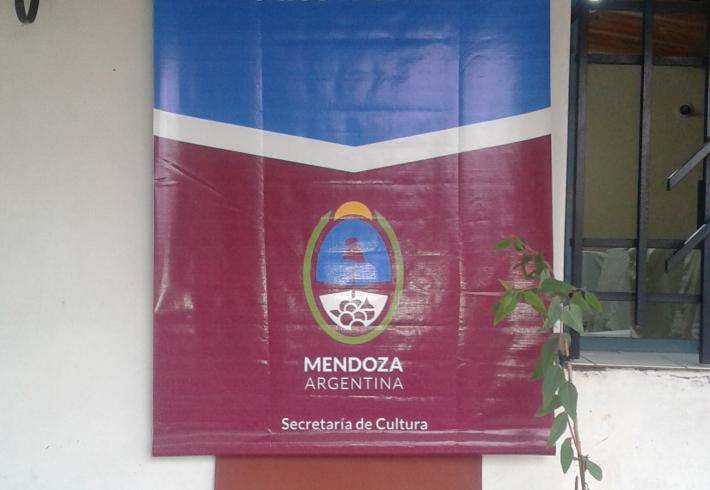 MENDOZA
ARGENTINA
Secretaría de Cultura